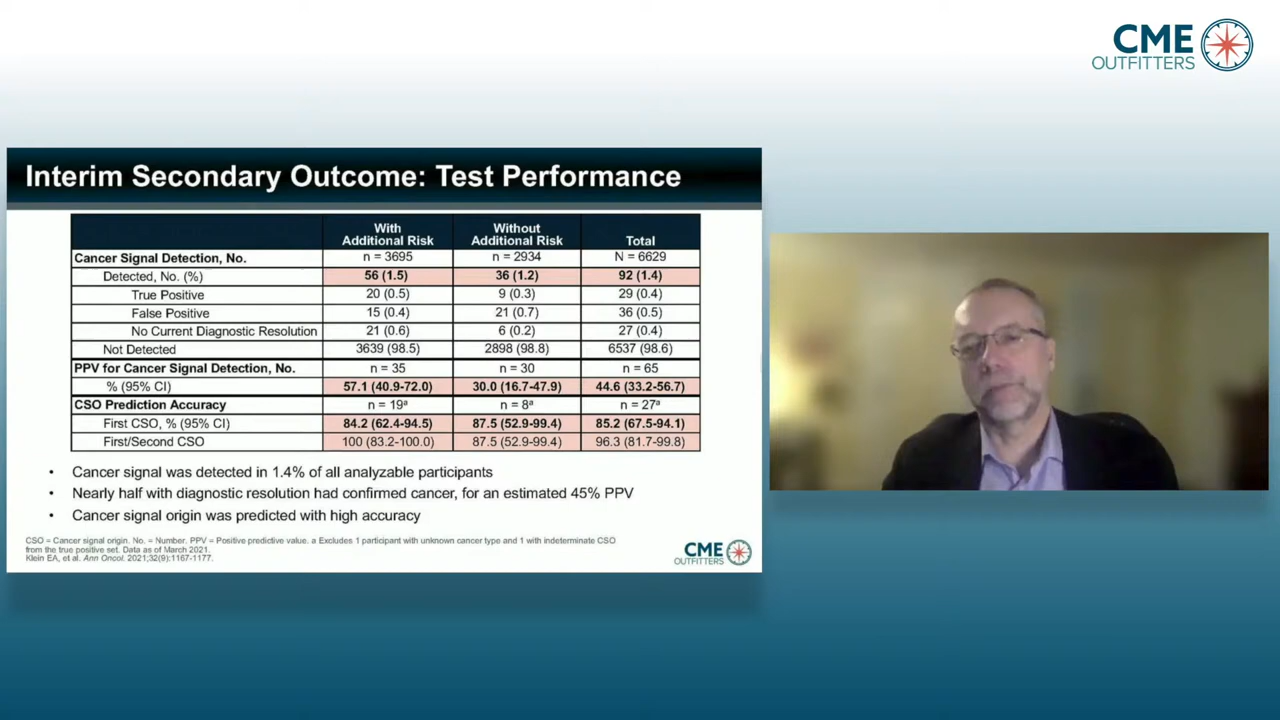 CME
OUTFITTERS
Interim Secondary Outcome: Test Performance
With Additional Risk Without Additional Risk Total
Cancer Signal Detection, No. n = 3695 n = 2934 N = 6629
Detected, No. (%) 56 (1.5) 36 (1.2) 92 (1.4)
True Positive 20 (0.5) 9 (0.3) 29 (0.4)
False Positive 15 (0.4) 21 (0.7) 36 (0.5)
No Current Diagnostic Resolution 21 (0.6) 6 (0.2) 27 (0.4)
Not Detected 3639 (98.5) 2898 (98.8) 6537 (98.6)
PPV for Cancer Signal Detection, No. n = 35 n = 30 n = 65
% (95% CI) 57.1 (40.9-72.0) 30.0 (16.7-47.9) 44.6 (33.2-56.7)
CSO Prediction Accuracy n = 19ª n = 8ª n = 27ª
First CSO, % (95% CI) 84.2 (62.4-94.5) 87.5 (52.9-99.4) 85.2 (67.5-94.1)
First/Second CSO 100 (83.2-100.0) 87.5 (52.9-99.4) 96.3 (81.7-99.8)
• Cancer signal was detected in 1.4% of all analyzable participants
• Nearly half with diagnostic resolution had confirmed cancer, for an estimated 45% PPV
• Cancer signal origin was predicted with high accuracy
CSO = Cancer signal origin. No. = Number. PPV = Positive predictive value. a Excludes 1 participant with unknown cancer type and 1 with indeterminate CSO
from the true positive set. Data as of March 2021.
Klein EA, et al. Ann Oncol. 2021;32(9):1167-1177.
CME
OUTFITTERS